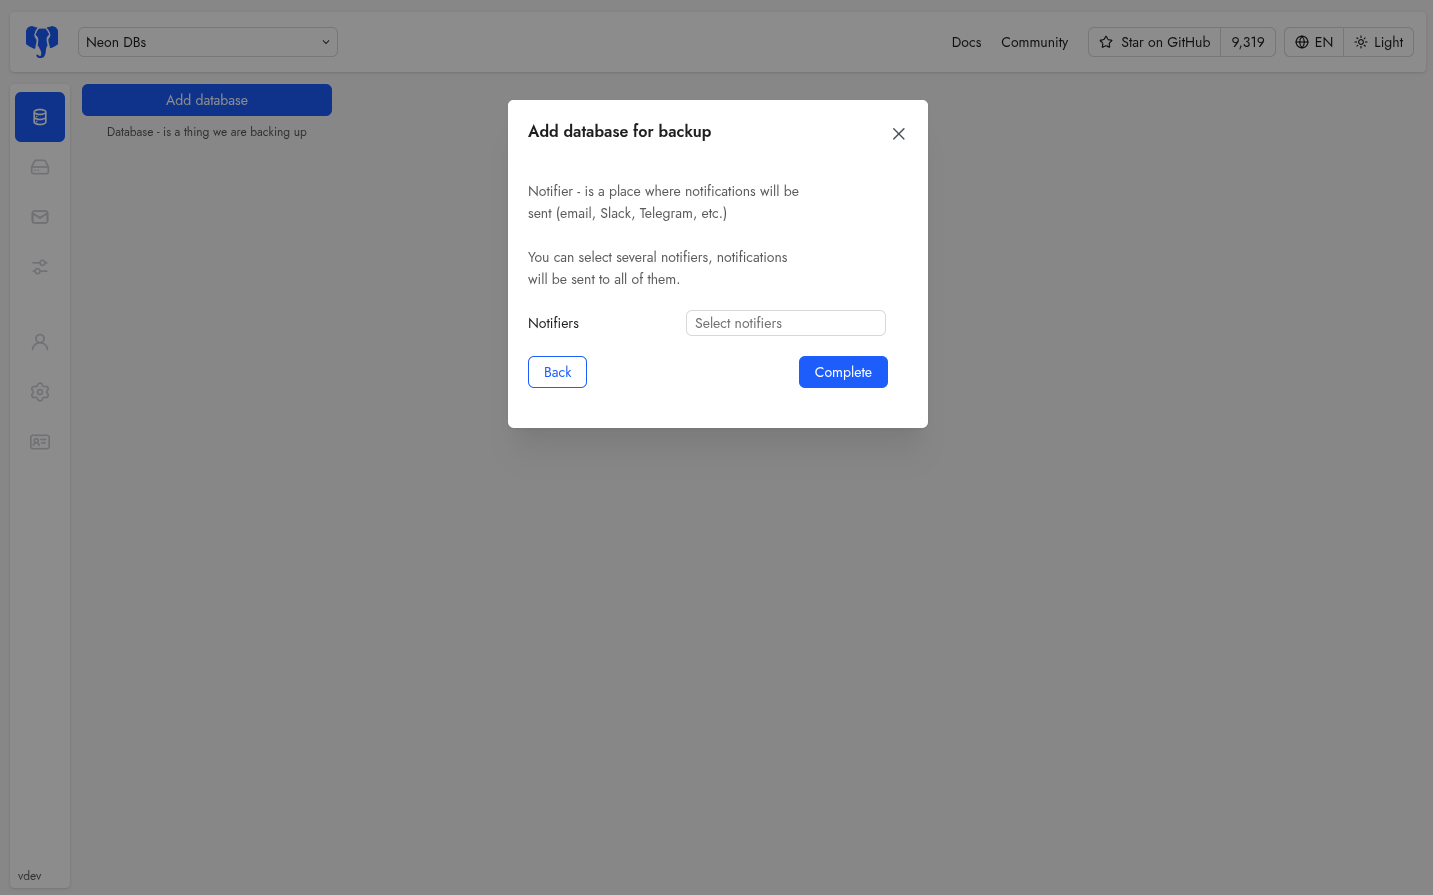 Neon DBs
Docs
Community
Star on GitHub
9,319
EN
Light
Add database
Database - is a thing we are backing up
Add database for backup
Notifier - is a place where notifications will be
sent (email, Slack, Telegram, etc.)
You can select several notifiers, notifications
will be sent to all of them.
Notifiers
Select notifiers
Back
Complete
vdev